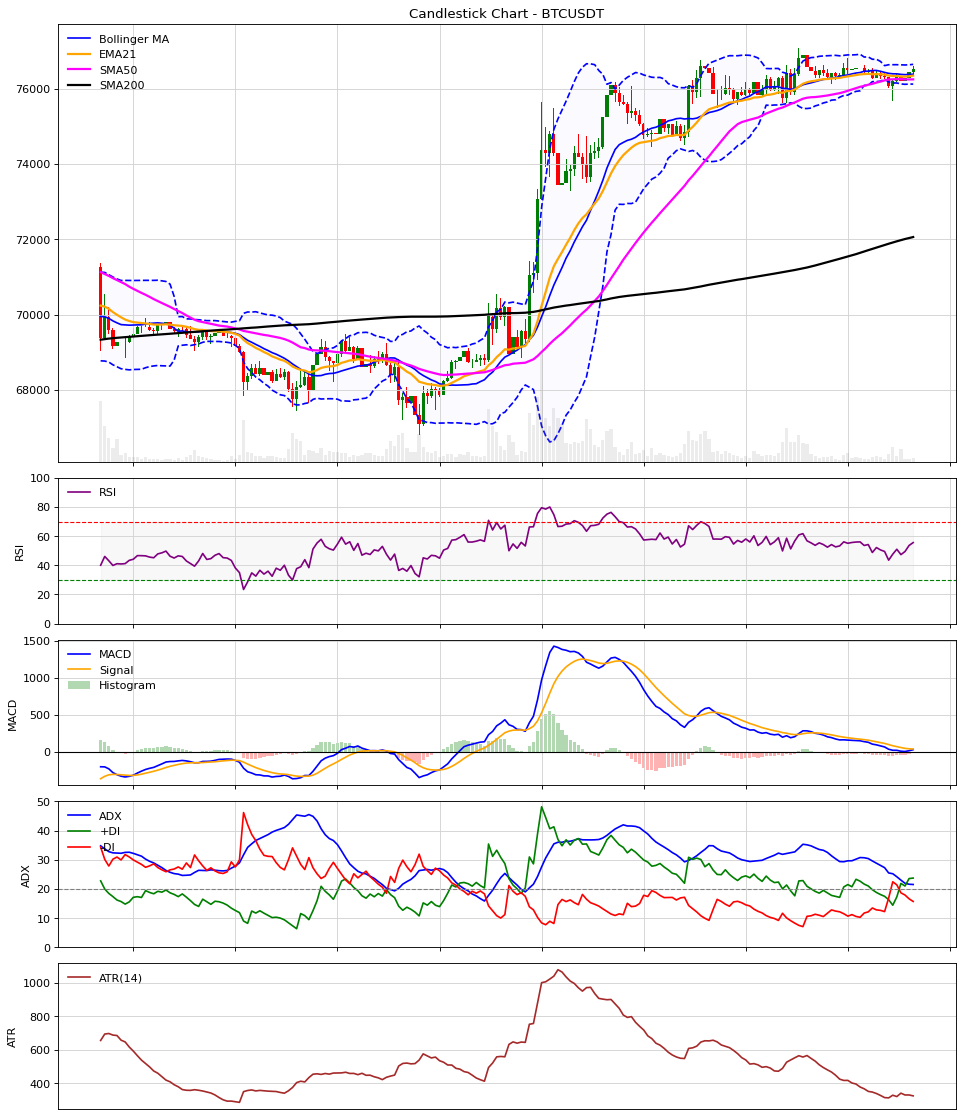 Candlestick Chart - BTCUSDT
Bollinger MA
EMA21
SMA50
SMA200
76000
74000
72000
70000
68000
RSI
100
80
60
40
20
0
RSI
MACD
Signal
Histogram
1500
1000
500
0
MACD
ADX
+DI
-DI
50
40
30
20
10
0
ADX
ATR(14)
1000
800
600
400
ATR